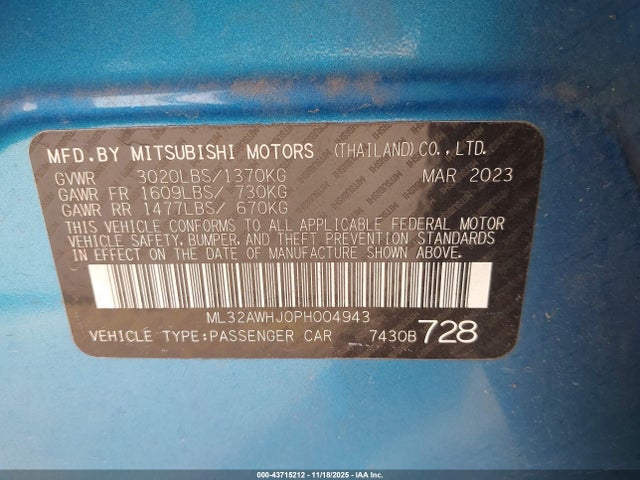 MFD.BY MITSUBISHI MOTORS (THAILAND) CO., LTD.
GVWR 3020LBS/1370KG MAR 2023
GAWR FR 1609LBS/ 730KG
GAWR RR 1477LBS/ 670KG
THIS VEHICLE CONFORMS TO ALL APPLICABLE FEDERAL MOTOR
VEHICLE SAFETY, BUMPER, AND THEFT PREVENTION STANDARDS
IN EFFECT ON THE DATE OF MANUFACTURE SHOWN ABOVE.
ML32AWHJ0PH004943
VEHICLE TYPE:PASSENGER CAR 7430B 728
000-43715212 - 11/18/2025 - IAA Inc.